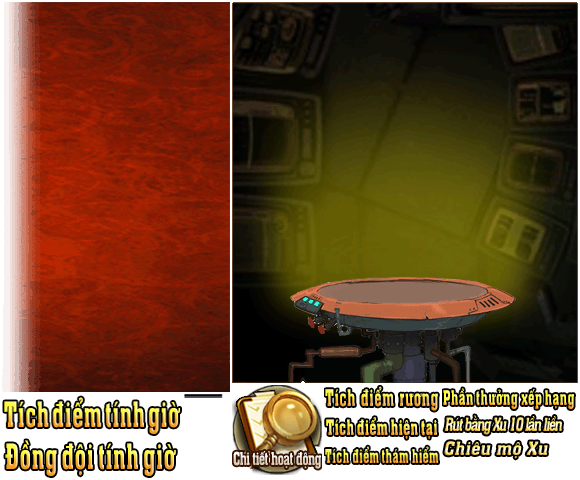 Tích điểm tính giờ
Đồng đội tính giờ
Chi tiết hoạt động
Tích điểm rương
Tích điểm hiện tại
Tích điểm thám hiểm
Phần thưởng xếp hạng
Rút bằng Xu 10 lần liền
Chiêu mộ Xu